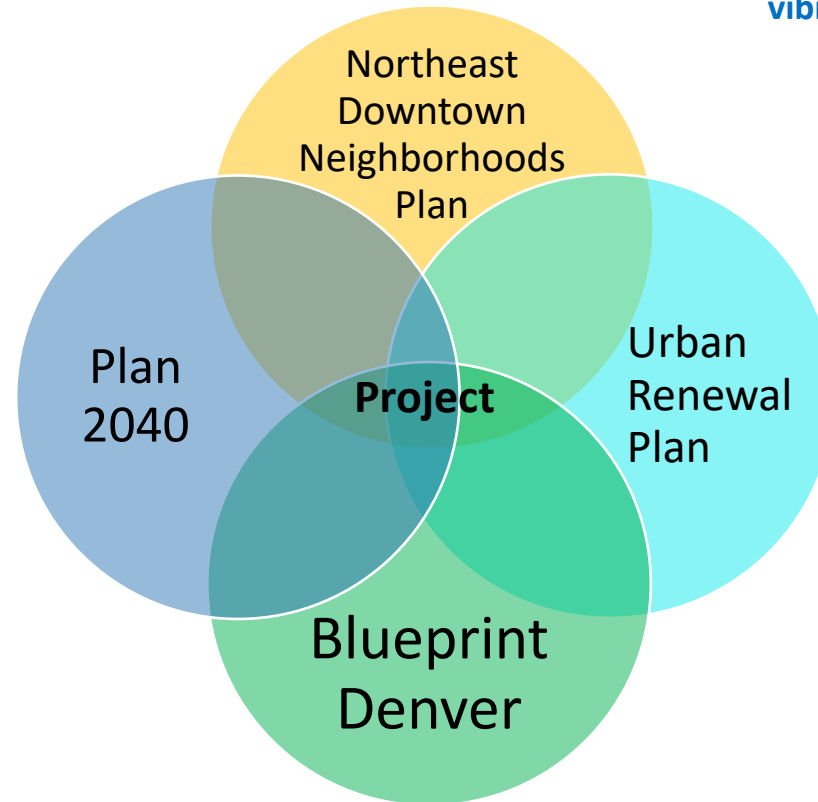 Northeast
Downtown
Neighborhoods
Plan
Plan
2040
Project
Urban
Renewal
Plan
Blueprint
Denver